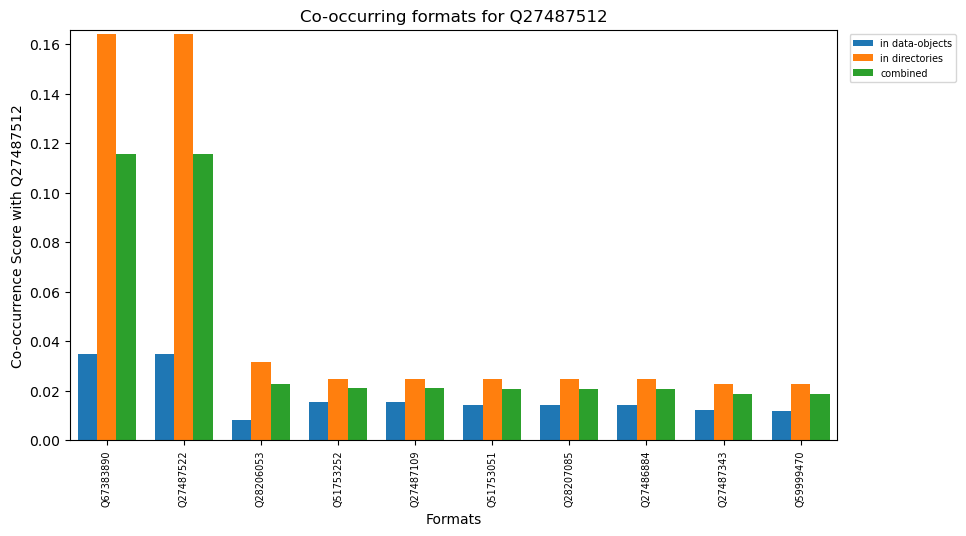 Co-occurring formats for Q27487512
in data-objects
in directories
combined
Co-occurrence Score with Q27487512
0.16
0.14
0.12
0.10
0.08
0.06
0.04
0.02
0.00
Q67383890
Q27487522
Q28206053
Q51753252
Q27487109
Q51753051
Q28207085
Q27486884
Q27487343
Q59999470
Formats